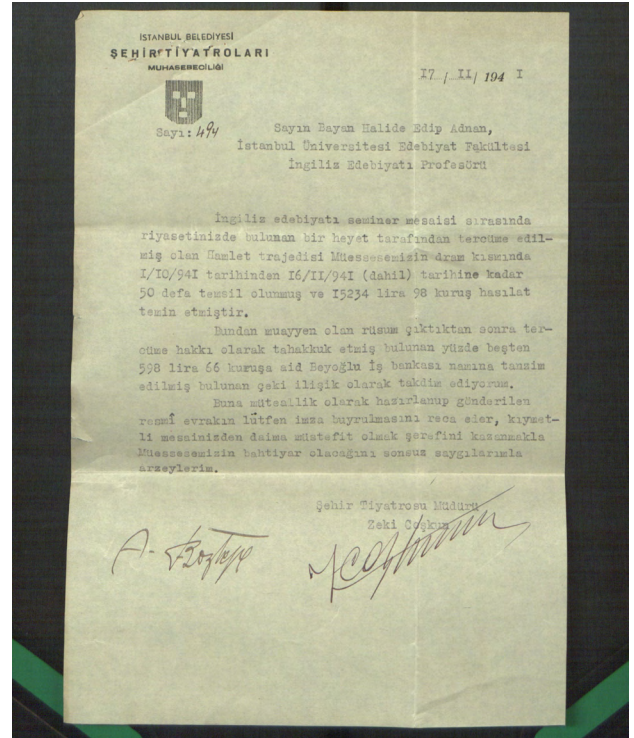 İSTANBUL BELEDİYESİ
ŞEHİR TİYATROLARI
MUHASEBECİLİĞİ
I7 / II / 194 I
Sayı: 494
Sayın Bayan Halide Edip Adnan,
İstanbul Üniversitesi Edebiyat Fakültesi
İngiliz Edebiyatı Profesörü
İngiliz edebiyatı seminer mesaisi sırasında
riyasetinizde bulunan bir heyet tarafından tercüme edil-
miş olan Hamlet trajedisi Müessesemizin dram kısmında
I/IO/94I tarihinden I6/II/94I (dahil) tarihine kadar
50 defa temsil olunmuş ve I5234 lira 98 kuruş hasılat
temin etmiştir.
Bundan muayyen olan rüsum çıktıktan sonra ter-
cüme hakkı olarak tahakkuk etmiş bulunan yüzde beşten
598 lira 66 kuruşa aid Beyoğlu İş bankası namına tanzim
edilmiş bulunan çeki ilişik olarak takdim ediyorum.
Buna müteallik olarak hazırlanup gönderilen
resmî evrakın lûtfen imza buyrulmasını reca eder, kıymet-
li mesainizden daima müstefit olmak şerefini kazanmakla
Müessesemizin bahtiyar olacağını sonsuz saygılarımla
arzeylerim.
Şehir Tiyatrosu Müdürü
Zeki Coşkun